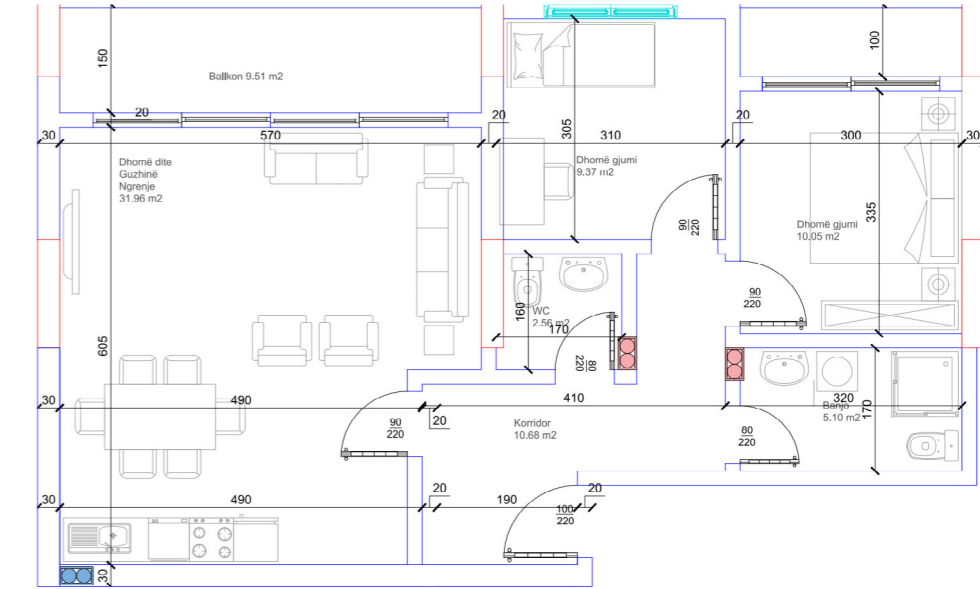 150
100
Ballkon 9.51 m2
20
30
570
20
305
310
20
300
30
Dhomë dite
Guzhinë
Ngrenje
31.96 m2
Dhomë gjumi
9.37 m2
90
220
335
Dhomë gjumi
10.05 m2
90
220
160
WC
2.56 m2
170
80
220
605
30
490
20
410
320
170
Banjo
5.10 m2
90
220
Korridor
10.68 m2
80
220
30
490
20
190
20
100
220
30